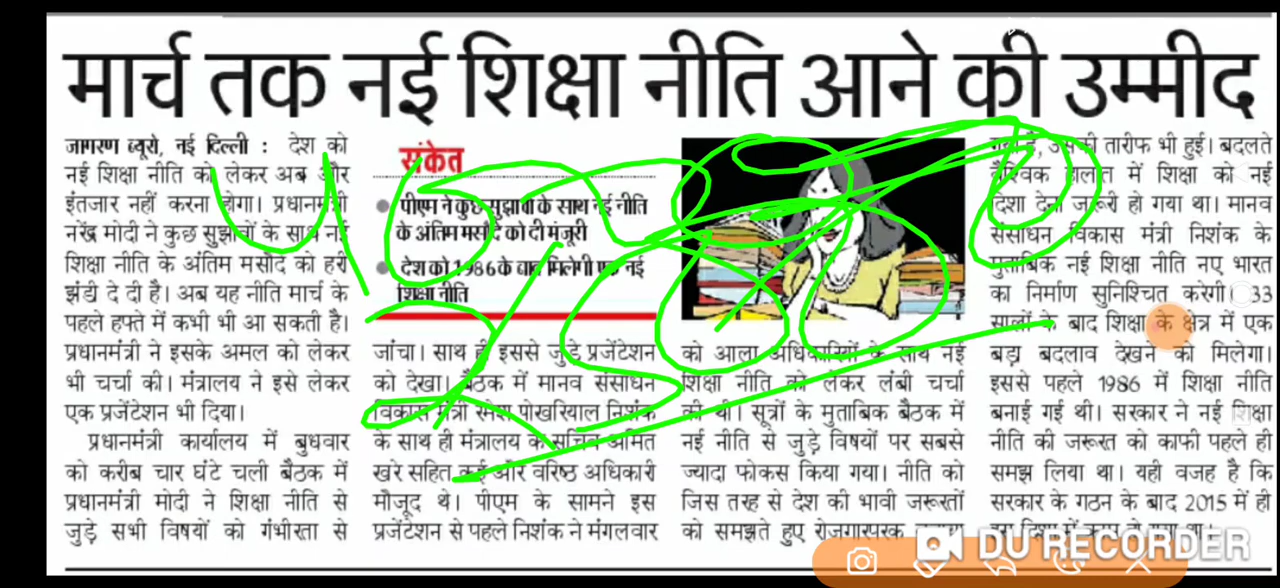 मार्च तक नई शिक्षा नीति आने की उम्मीद
जागरण ब्यूरो, नई दिल्ली : देश को
नई शिक्षा नीति को लेकर अब और
इंतजार नहीं करना होगा। प्रधानमंत्री
नरेंद्र मोदी ने कुछ सुझावों के साथ नई
शिक्षा नीति के अंतिम मसौदे को हरी
झंडी दे दी है। अब यह नीति मार्च के
पहले हफ्ते में कभी भी आ सकती है।
प्रधानमंत्री ने इसके अमल को लेकर
भी चर्चा की। मंत्रालय ने इसे लेकर
एक प्रजेंटेशन भी दिया।
प्रधानमंत्री कार्यालय में बुधवार
को करीब चार घंटे चली बैठक में
प्रधानमंत्री मोदी ने शिक्षा नीति से
जुड़े सभी विषयों को गंभीरता से
संकेत
पीएम ने कुछ सुझावों के साथ नई नीति
के अंतिम मसौदे को दी मंजूरी
देश को 1986 के बाद मिलेगी एक नई
शिक्षा नीति
जांचा। साथ ही इससे जुड़े प्रजेंटेशन
को देखा। बैठक में मानव संसाधन
विकास मंत्री रमेश पोखरियाल निशंक
के साथ ही मंत्रालय के सचिव अमित
खरे सहित कई और वरिष्ठ अधिकारी
मौजूद थे। पीएम के सामने इस
प्रजेंटेशन से पहले निशंक ने मंगलवार
को आला अधिकारियों के साथ नई
शिक्षा नीति को लेकर लंबी चर्चा
की थी। सूत्रों के मुताबिक बैठक में
नई नीति से जुड़े विषयों पर सबसे
ज्यादा फोकस किया गया। नीति को
जिस तरह से देश की भावी जरूरतों
को समझते हुए रोजगारपरक
गया है, उसकी तारीफ भी हुई। बदलते
वैश्विक हालात में शिक्षा को नई
दिशा देना जरूरी हो गया था। मानव
संसाधन विकास मंत्री निशंक के
मुताबिक नई शिक्षा नीति नए भारत
का निर्माण सुनिश्चित करेगी। 33
सालों के बाद शिक्षा के क्षेत्र में एक
बड़ा बदलाव देखने को मिलेगा।
इससे पहले 1986 में शिक्षा नीति
बनाई गई थी। सरकार ने नई शिक्षा
नीति की जरूरत को काफी पहले ही
समझ लिया था। यही वजह है कि
सरकार के गठन के बाद 2015 में ही
DU RECORDER